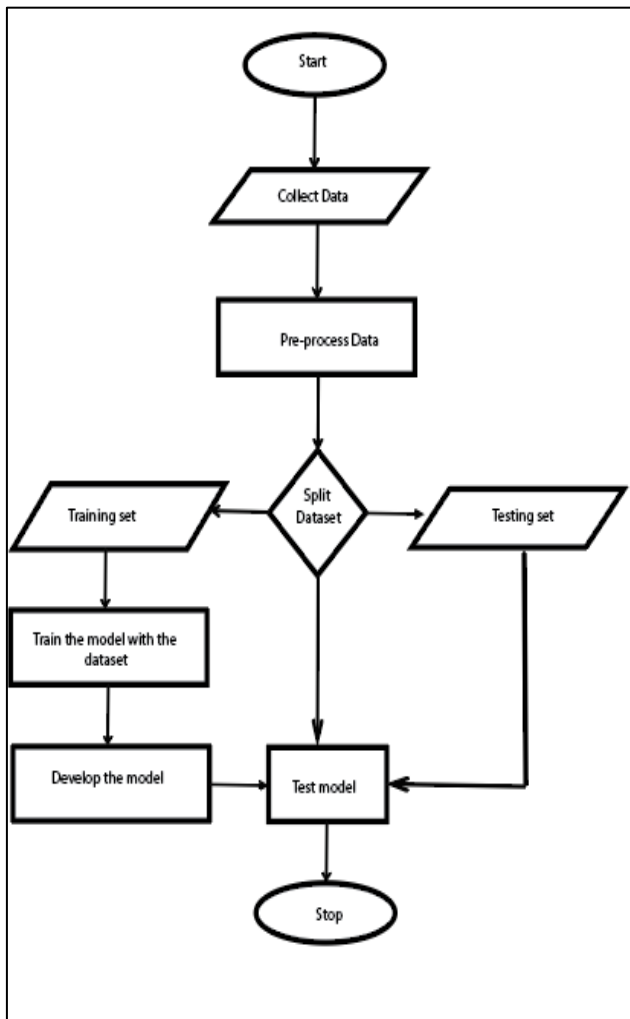 Start
Collect Data
Pre-process Data
Split
Dataset
Training set
Testing set
Train the model with the
dataset
Develop the model
Test model
Stop